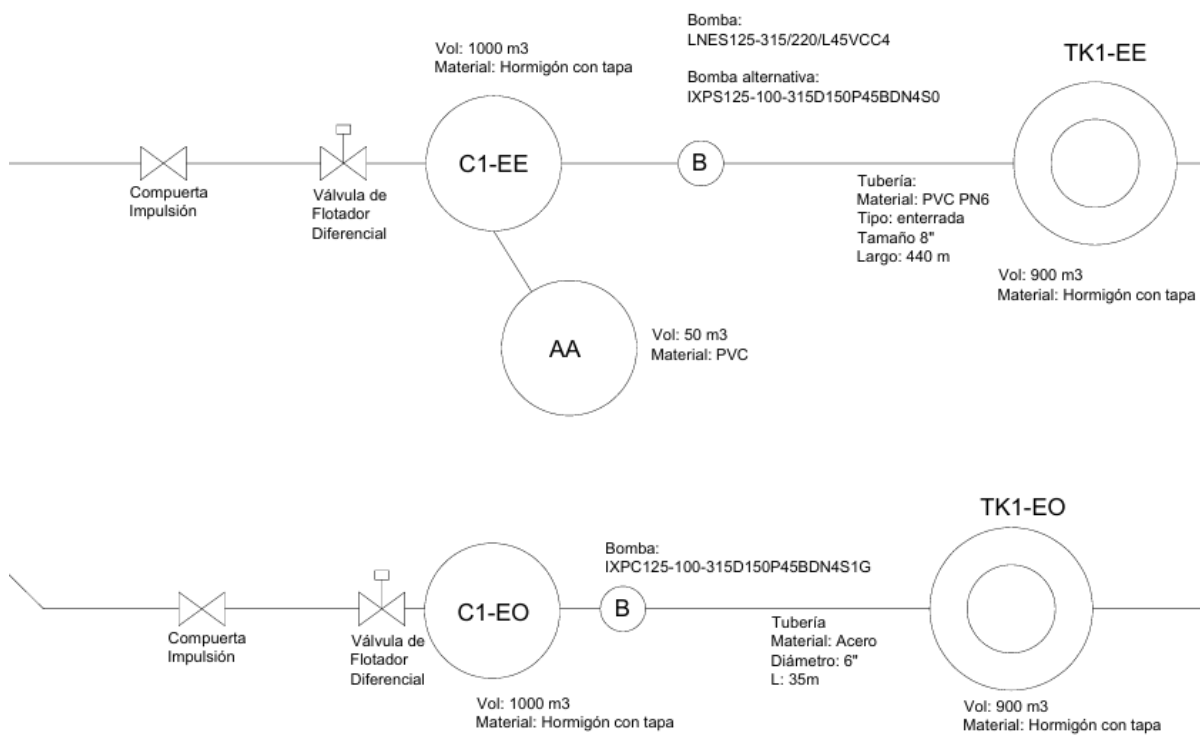 Bomba:
LNES125-315/220/L45VCC4
Bomba alternativa:
IXPS125-100-315D150P45BDN4S0
Vol: 1000 m3
Material: Hormigón con tapa
TK1-EE
C1-EE
B
Compuerta
Impulsión
Válvula de
Flotador
Diferencial
Tubería:
Material: PVC PN6
Tipo: enterrada
Tamaño 8"
Largo: 440 m
Vol: 900 m3
Material: Hormigón con tapa
AA
Vol: 50 m3
Material: PVC
TK1-EO
Bomba:
IXPC125-100-315D150P45BDN4S1G
C1-EO
B
Compuerta
Impulsión
Válvula de
Flotador
Diferencial
Tubería
Material: Acero
Diámetro: 6"
L: 35m
Vol: 1000 m3
Material: Hormigón con tapa
Vol: 900 m3
Material: Hormigón con tapa